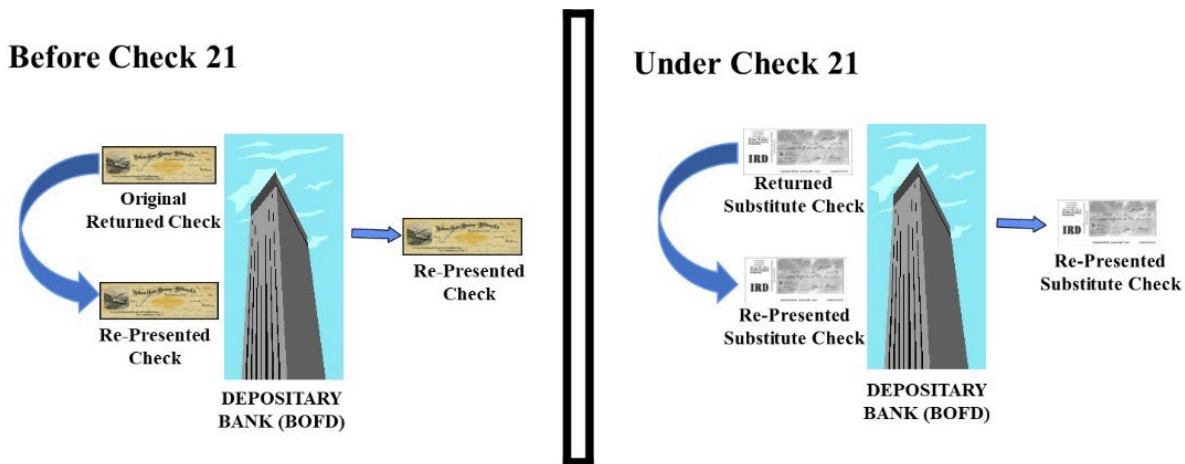 Before Check 21
Original
Returned Check
Re-Presented
Check
DEPOSITARY
BANK (BOFD)
Re-Presented
Check
Under Check 21
IRD
Returned
Substitute Check
IRD
Re-Presented
Substitute Check
DEPOSITARY
BANK (BOFD)
IRD
Re-Presented
Substitute Check